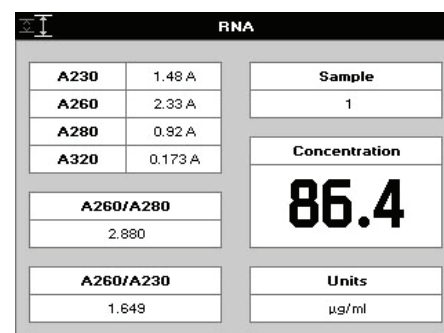 RNA
A230 1.48 A
A260 2.33 A
A280 0.92 A
A320 0.173 A
A260/A280
2.880
A260/A230
1.649
Sample
1
Concentration
86.4
Units
µg/ml